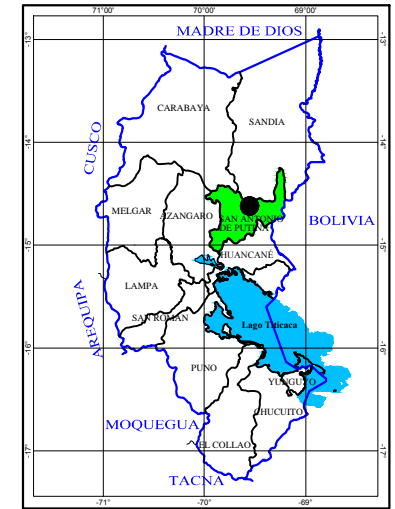 71°00' 70°00' 69°00'
MADRE DE DIOS
-13° -13°
CARABAYA
SANDIA
-14° -14°
CUSCO
MELGAR
AZANGARO
SAN ANTONIO
DE PUTINA
BOLIVIA
-15° -15°
HUANCANÉ
LAMPA
AREQUIPA
SAN ROMAN
Lago Titicaca
-16° -16°
PUNO
YUNGUYO
CHUCUITO
MOQUEGUA
EL COLLAO
-17° -17°
TACNA
-71° -70° -69°